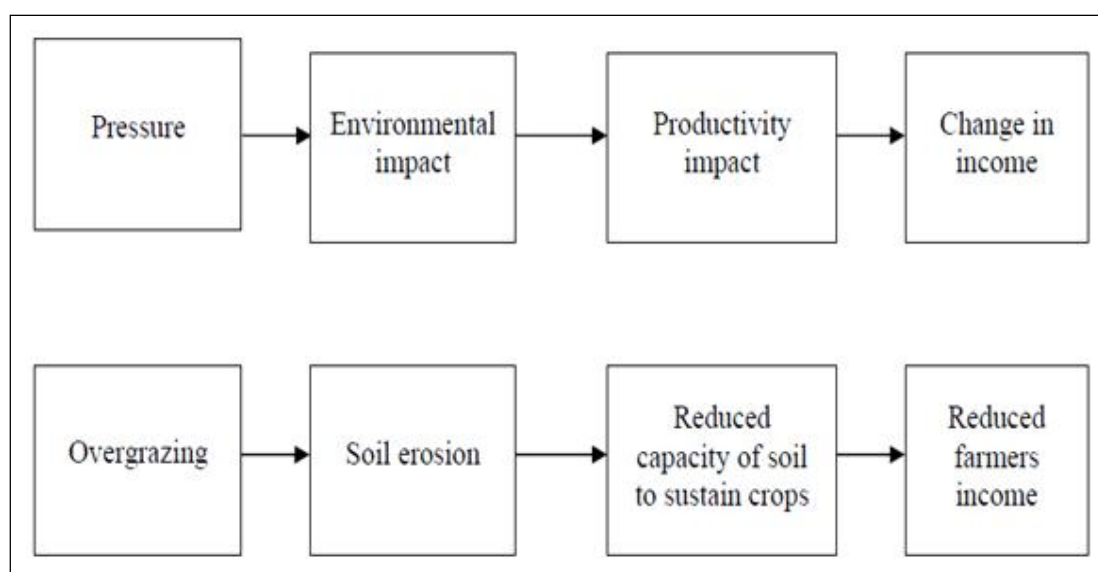 Pressure
Environmental
impact
Productivity
impact
Change in
income
Overgrazing
Soil erosion
Reduced
capacity of soil
to sustain crops
Reduced
farmers
income